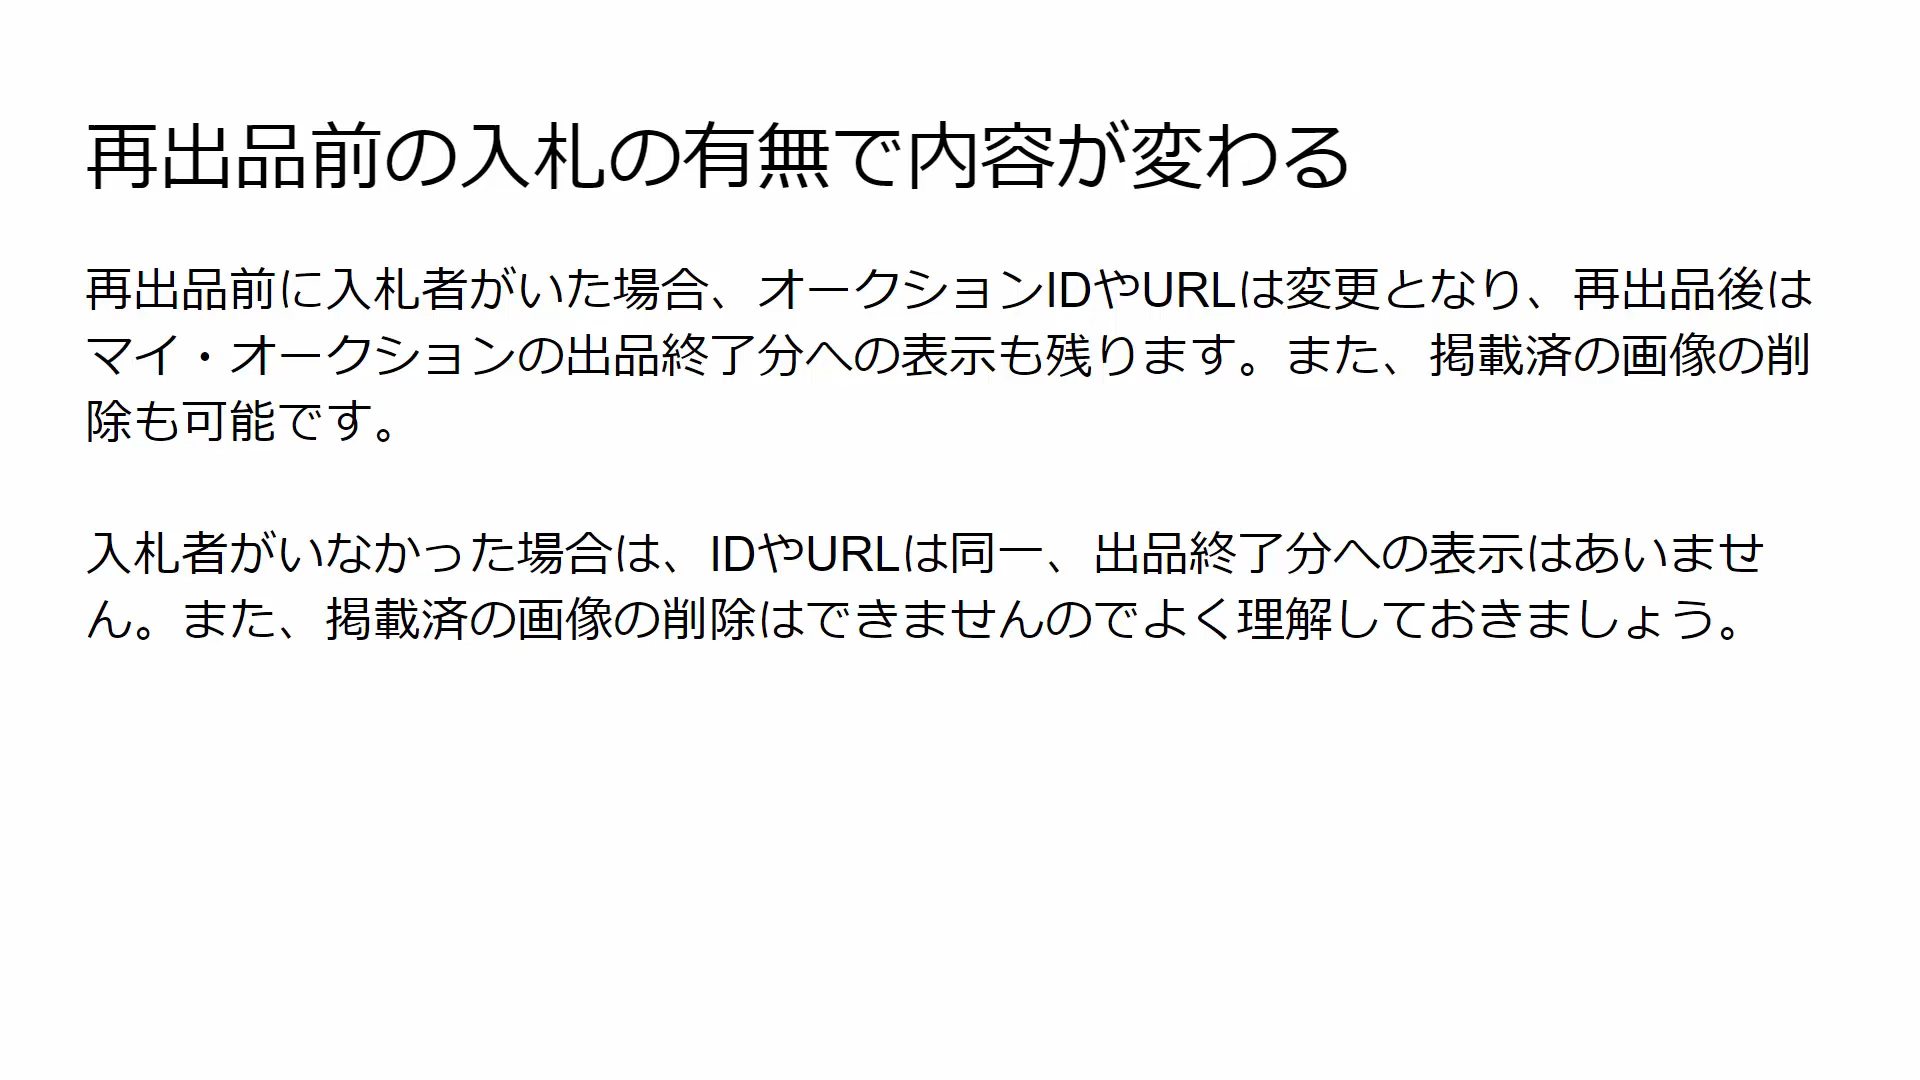 再出品前の入札の有無で内容が変わる
再出品前に入札者がいた場合、オークションIDやURLは変更となり、再出品後は
マイ・オークションの出品終了分への表示も残ります。また、掲載済の画像の削
除も可能です。
入札者がいなかった場合は、IDやURLは同一、出品終了分への表示はあいませ
ん。また、掲載済の画像の削除はできませんのでよく理解しておきましょう。